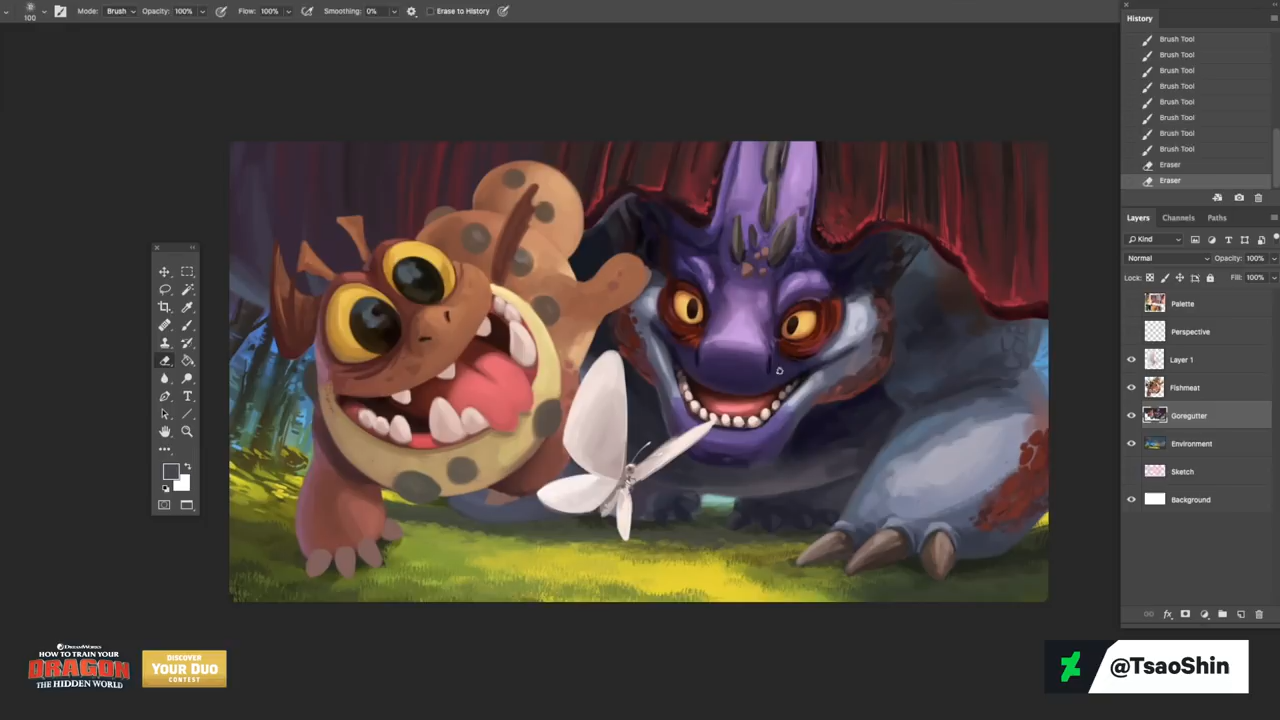 100
Mode: Brush
Opacity: 100%
Flow: 100%
Smoothing: 0%
Erase to History
History
Brush Tool
Brush Tool
Brush Tool
Brush Tool
Brush Tool
Brush Tool
Brush Tool
Brush Tool
Eraser
Eraser
Layers
Channels
Paths
Kind
Normal
Opacity: 100%
Lock:
Fill: 100%
Palette
Perspective
Layer 1
Fishmeat
Goregutter
Environment
Sketch
Background
DREAMWORKS
HOW TO TRAIN YOUR
DRAGON
THE HIDDEN WORLD
DISCOVER
YOUR DUO
CONTEST
@TsaoShin